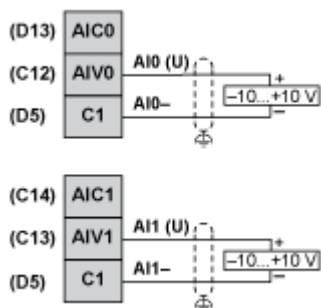 (D13) AIC0
(C12) AIV0 AI0 (U) +
−10...+10 V
(D5) C1 AI0− −
(C14) AIC1
(C13) AIV1 AI1 (U) +
−10...+10 V
(D5) C1 AI1− −